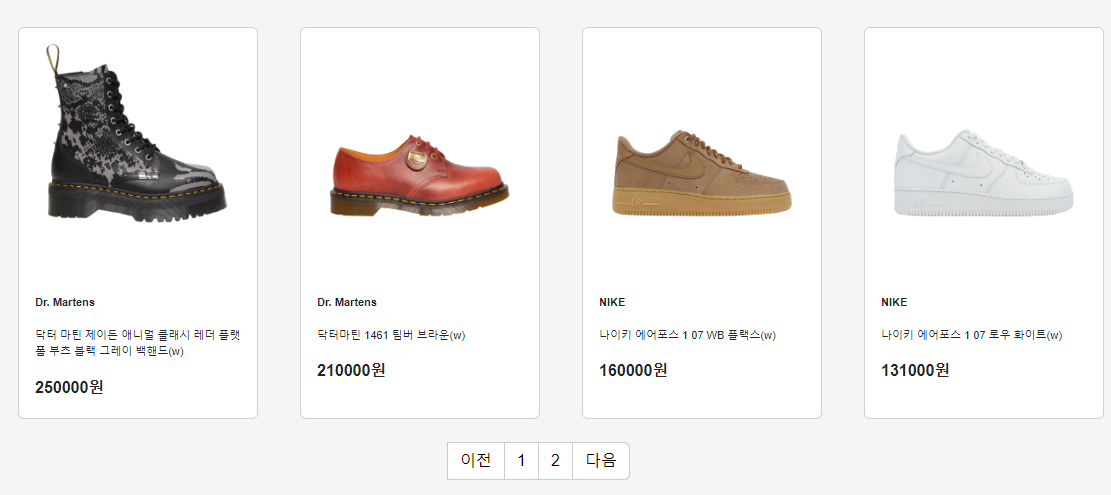 Dr. Martens
닥터 마틴 제이든 애니멀 클래시 레더 플랫
폼 부츠 블랙 그레이 백핸드(w)
250000원
Dr. Martens
닥터마틴 1461 팀버 브라운(w)
210000원
NIKE
나이키 에어포스 1 07 WB 플랙스(w)
160000원
NIKE
나이키 에어포스 1 07 로우 화이트(w)
131000원
이전 1 2 다음